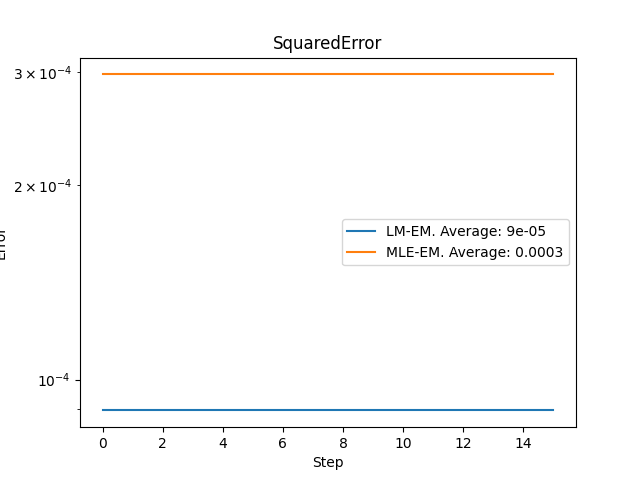 SquaredError
3 × 10⁻⁴
2 × 10⁻⁴
10⁻⁴
Error
LM-EM. Average: 9e-05
MLE-EM. Average: 0.0003
0 2 4 6 8 10 12 14
Step